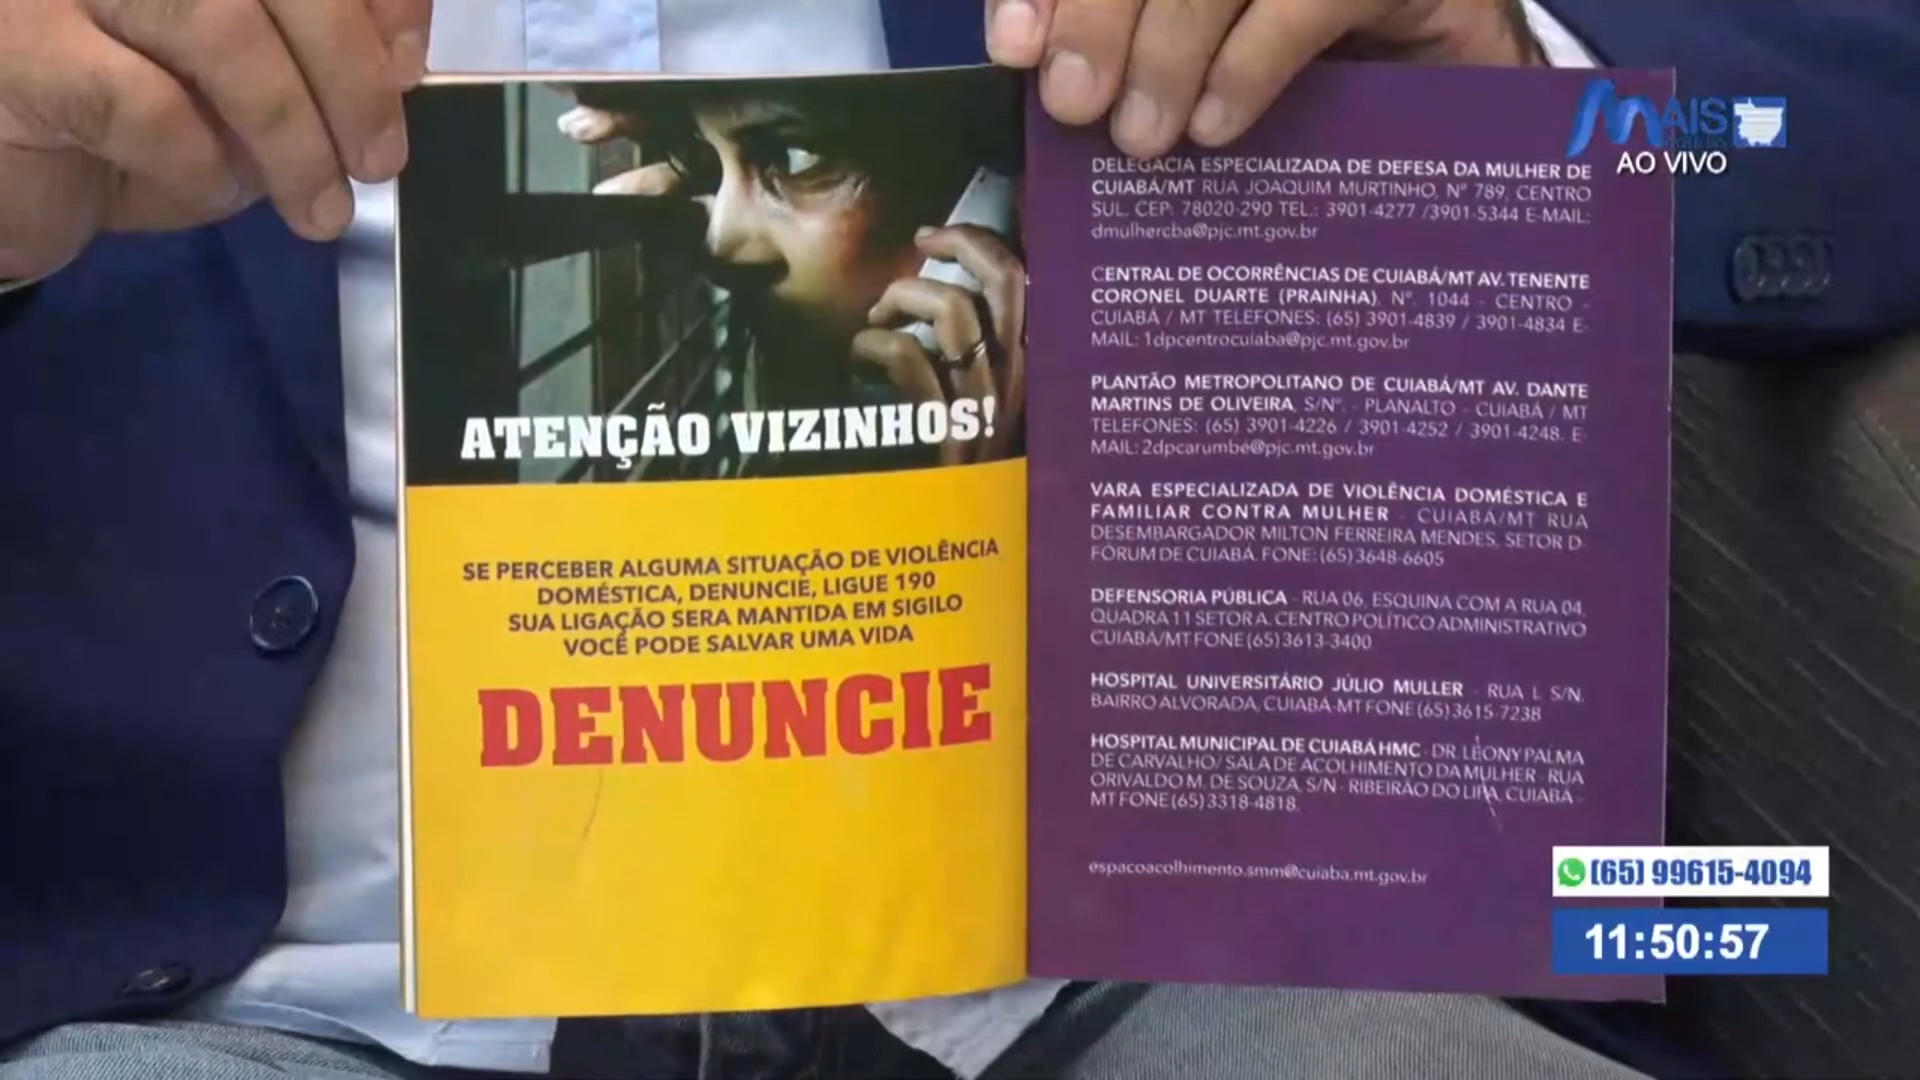 ATENÇÃO VIZINHOS!
SE PERCEBER ALGUMA SITUAÇÃO DE VIOLÊNCIA
DOMÉSTICA, DENUNCIE, LIGUE 190
SUA LIGAÇÃO SERA MANTIDA EM SIGILO
VOCÊ PODE SALVAR UMA VIDA
DENUNCIE
DELEGACIA ESPECIALIZADA DE DEFESA DA MULHER DE
CUIABÁ/MT RUA JOAQUIM MURTINHO, Nº 789, CENTRO
SUL. CEP: 78020-290 TEL.: 3901-4277 /3901-5344 E-MAIL:
dmulhercba@pjc.mt.gov.br
CENTRAL DE OCORRÊNCIAS DE CUIABÁ/MT AV. TENENTE
CORONEL DUARTE (PRAINHA), Nº. 1044 - CENTRO -
CUIABÁ / MT TELEFONES: (65) 3901-4839 / 3901-4834 E-
MAIL: 1dpcentrocuiaba@pjc.mt.gov.br
PLANTÃO METROPOLITANO DE CUIABÁ/MT AV. DANTE
MARTINS DE OLIVEIRA, S/Nº. - PLANALTO - CUIABÁ / MT
TELEFONES: (65) 3901-4226 / 3901-4252 / 3901-4248. E-
MAIL: 2dpcarumbe@pjc.mt.gov.br
VARA ESPECIALIZADA DE VIOLÊNCIA DOMÉSTICA E
FAMILIAR CONTRA MULHER - CUIABÁ/MT RUA
DESEMBARGADOR MILTON FERREIRA MENDES, SETOR D-
FÓRUM DE CUIABÁ. FONE: (65) 3648-6605
DEFENSORIA PÚBLICA - RUA 06, ESQUINA COM A RUA 04,
QUADRA 11 SETOR A. CENTRO POLÍTICO ADMINISTRATIVO
CUIABÁ/MT FONE (65) 3613-3400
HOSPITAL UNIVERSITÁRIO JÚLIO MULLER - RUA L S/N.
BAIRRO ALVORADA, CUIABÁ-MT FONE (65) 3615-7238
HOSPITAL MUNICIPAL DE CUIABÁ HMC - DR. LEONY PALMA
DE CARVALHO/ SALA DE ACOLHIMENTO DA MULHER - RUA
ORIVALDO M. DE SOUZA, S/N - RIBEIRÃO DO LIPA, CUIABÁ -
MT FONE (65) 3318-4818.
espacoacolhimento.smm@cuiaba.mt.gov.br
MAIS
AO VIVO
(65) 99615-4094
11:50:57